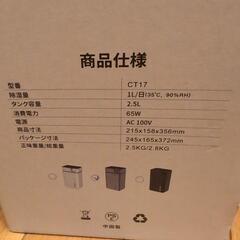 商品仕様
型番 CT17
除湿量 1L/日(35℃, 90%RH)
タンク容量 2.5L
消費電力 65W
電源 AC 100V
商品寸法 215x158x356mm
パッケージ寸法 245x165x372mm
正味重量/総重量 2.5KG/2.8KG
中国製